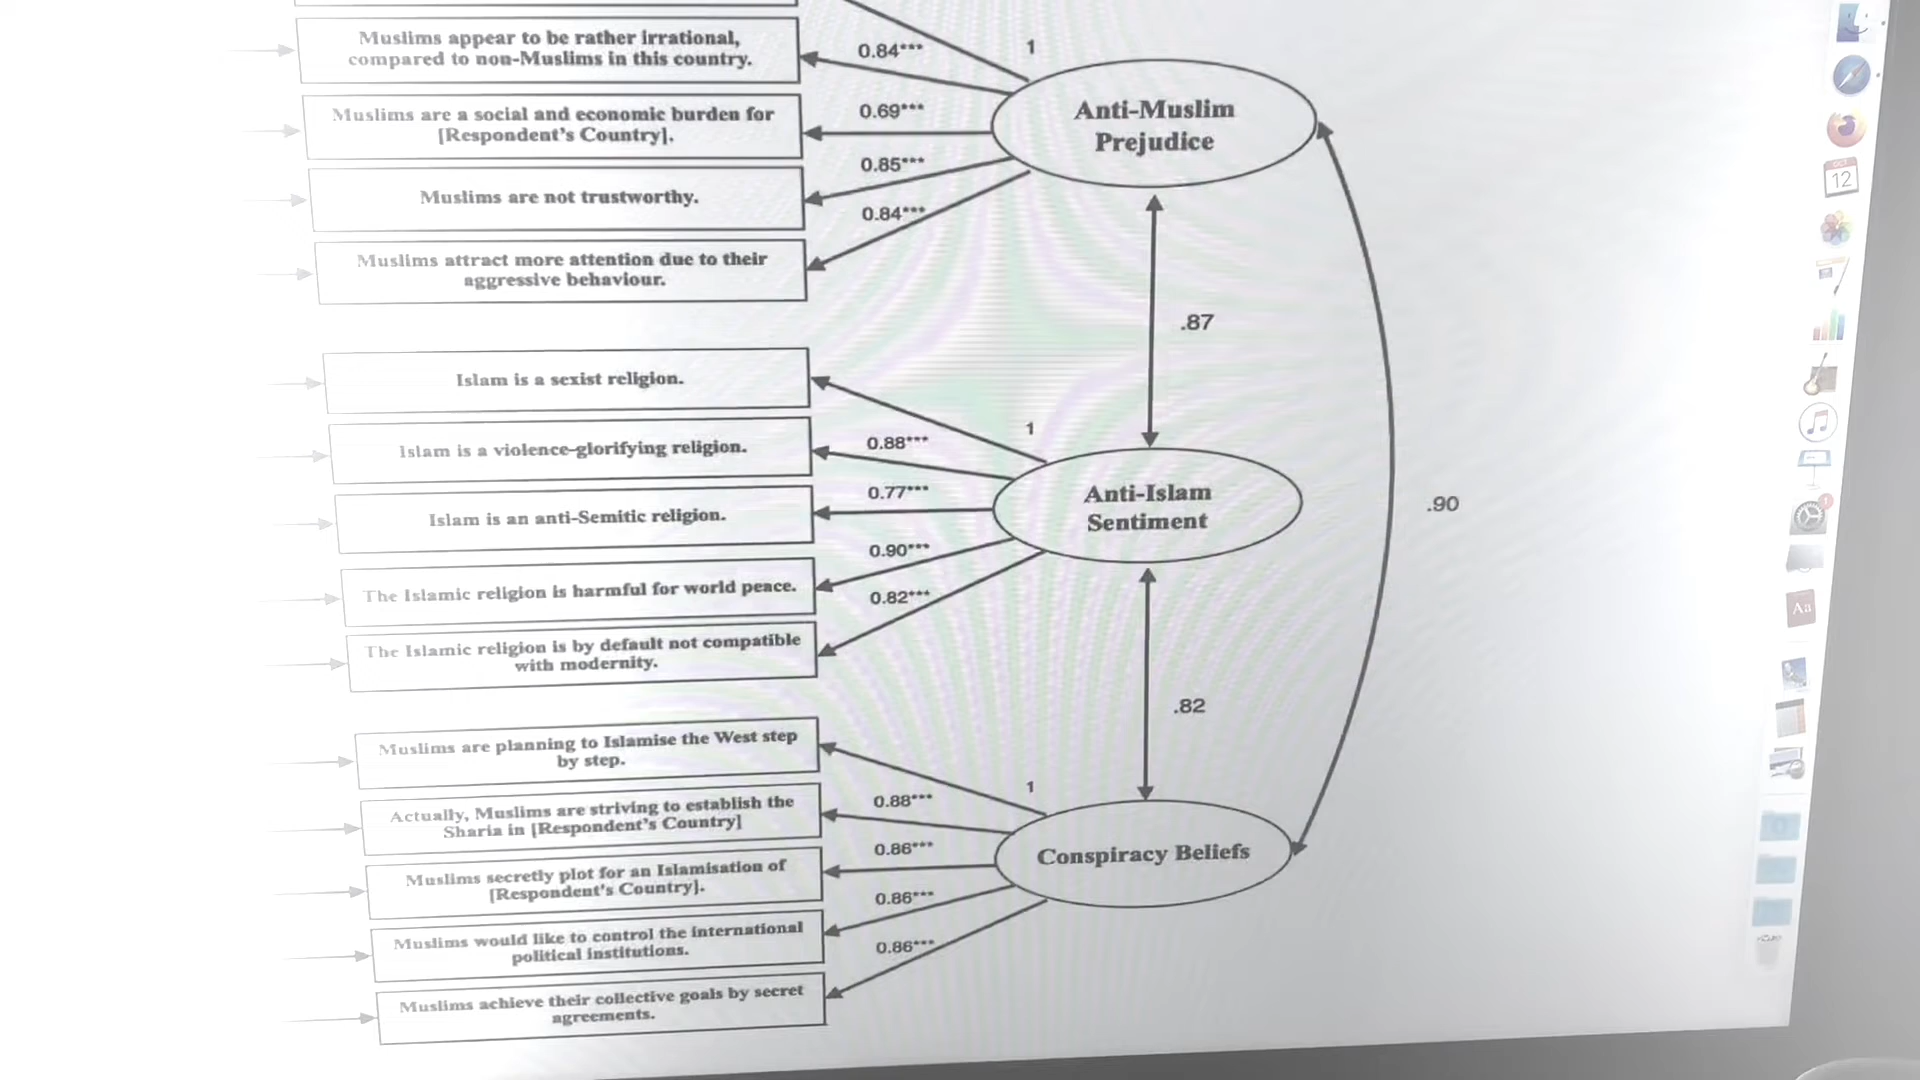 Muslims appear to be rather irrational,
compared to non-Muslims in this country.
Muslims are a social and economic burden for
[Respondent's Country].
Muslims are not trustworthy.
Muslims attract more attention due to their
aggressive behaviour.
1
0.84***
0.69***
0.85***
0.84***
Anti-Muslim
Prejudice
.87
Islam is a sexist religion.
Islam is a violence-glorifying religion.
Islam is an anti-Semitic religion.
The Islamic religion is harmful for world peace.
The Islamic religion is by default not compatible
with modernity.
1
0.88***
0.77***
0.90***
0.82***
Anti-Islam
Sentiment
.90
.82
Muslims are planning to Islamise the West step
by step.
Actually, Muslims are striving to establish the
Sharia in [Respondent's Country]
Muslims secretly plot for an Islamisation of
[Respondent's Country].
Muslims would like to control the international
political institutions.
Muslims achieve their collective goals by secret
agreements.
1
0.88***
0.86***
0.86***
0.86***
Conspiracy Beliefs
OCT
12
1
Aa